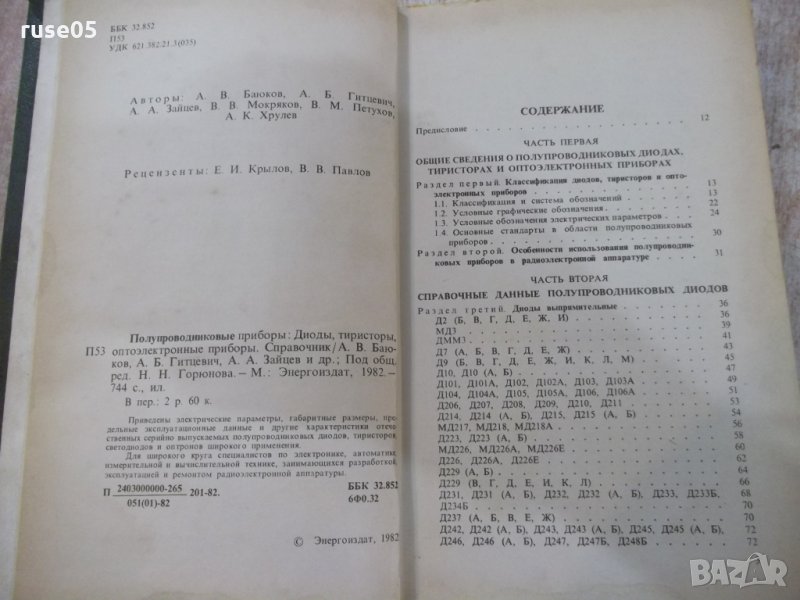 ruse05
ББК 32.852
П53
УДК 621.382.21.3(035)
Авторы: А. В. Баюков, А. Б. Гитцевич,
А. А. Зайцев, В. В. Мокряков, В. М. Петухов,
А. К. Хрулев
Рецензенты: Е. И. Крылов, В. В. Павлов
Полупроводниковые приборы: Диоды, тиристоры,
П53 оптоэлектронные приборы. Справочник/А. В. Баю-
ков, А. Б. Гитцевич, А. А. Зайцев и др.; Под общ.
ред. Н. Н. Горюнова.– М.: Энергоиздат, 1982.–
744 с., ил.
В пер.: 2 р. 60 к.
Приведены электрические параметры, габаритные размеры, пре-
дельные эксплуатационные данные и другие характеристики отече-
ственных серийно выпускаемых полупроводниковых диодов, тиристоров,
светодиодов и оптронов широкого применения.
Для широкого круга специалистов по электронике, автоматике,
измерительной и вычислительной технике, занимающихся разработкой,
эксплуатацией и ремонтом радиоэлектронной аппаратуры.
П 2403000000-265 201-82. ББК 32.852
051(01)-82 6Ф0.32
© Энергоиздат, 1982
СОДЕРЖАНИЕ
Предисловие . . . 12
ЧАСТЬ ПЕРВАЯ
ОБЩИЕ СВЕДЕНИЯ О ПОЛУПРОВОДНИКОВЫХ ДИОДАХ,
ТИРИСТОРАХ И ОПТОЭЛЕКТРОННЫХ ПРИБОРАХ
Раздел первый. Классификация диодов, тиристоров и опто-
электронных приборов . . . 13
1.1. Классификация и система обозначений . . . 13
1.2. Условные графические обозначения . . . 22
1.3. Условные обозначения электрических параметров . . . 24
1.4. Основные стандарты в области полупроводниковых
приборов . . . 30
Раздел второй. Особенности использования полупроводни-
ковых приборов в радиоэлектронной аппаратуре . . . 31
ЧАСТЬ ВТОРАЯ
СПРАВОЧНЫЕ ДАННЫЕ ПОЛУПРОВОДНИКОВЫХ ДИОДОВ
Раздел третий. Диоды выпрямительные . . . 36
Д2 (Б, В, Г, Д, Е, Ж, И) . . . 36
МД3 . . . 39
ДММ3 . . . 41
Д7 (А, Б, В, Г, Д, Е, Ж) . . . 43
Д9 (Б, В, Г, Д, Е, Ж, И, К, Л, М) . . . 45
Д10, Д10 (А, Б) . . . 47
Д101, Д101А, Д102, Д102А, Д103, Д103А . . . 49
Д104, Д104А, Д105, Д105А, Д106, Д106А . . . 51
Д206, Д207, Д208, Д209, Д210, Д211 . . . 53
Д214, Д214 (А, Б), Д215, Д215 (А, Б) . . . 54
МД217, МД218, МД218А . . . 56
Д223, Д223 (А, Б) . . . 58
МД226, МД226А, МД226Е . . . 60
Д226, Д226А, Д226Е . . . 62
Д229 (А, Б) . . . 64
Д229 (В, Г, Д, Е, И, К, Л) . . . 66
Д231, Д231 (А, Б), Д232, Д232 (А, Б), Д233, Д233Б, 68
Д234Б . . . 70
Д237 (А, Б, В, Е, Ж) . . . 70
Д242, Д242 (А, Б), Д243, Д243 (А, Б), Д245, Д245 (А, Б), 72
Д246, Д246 (А, Б), Д247, Д247Б, Д248Б . . . 72
BAZAR